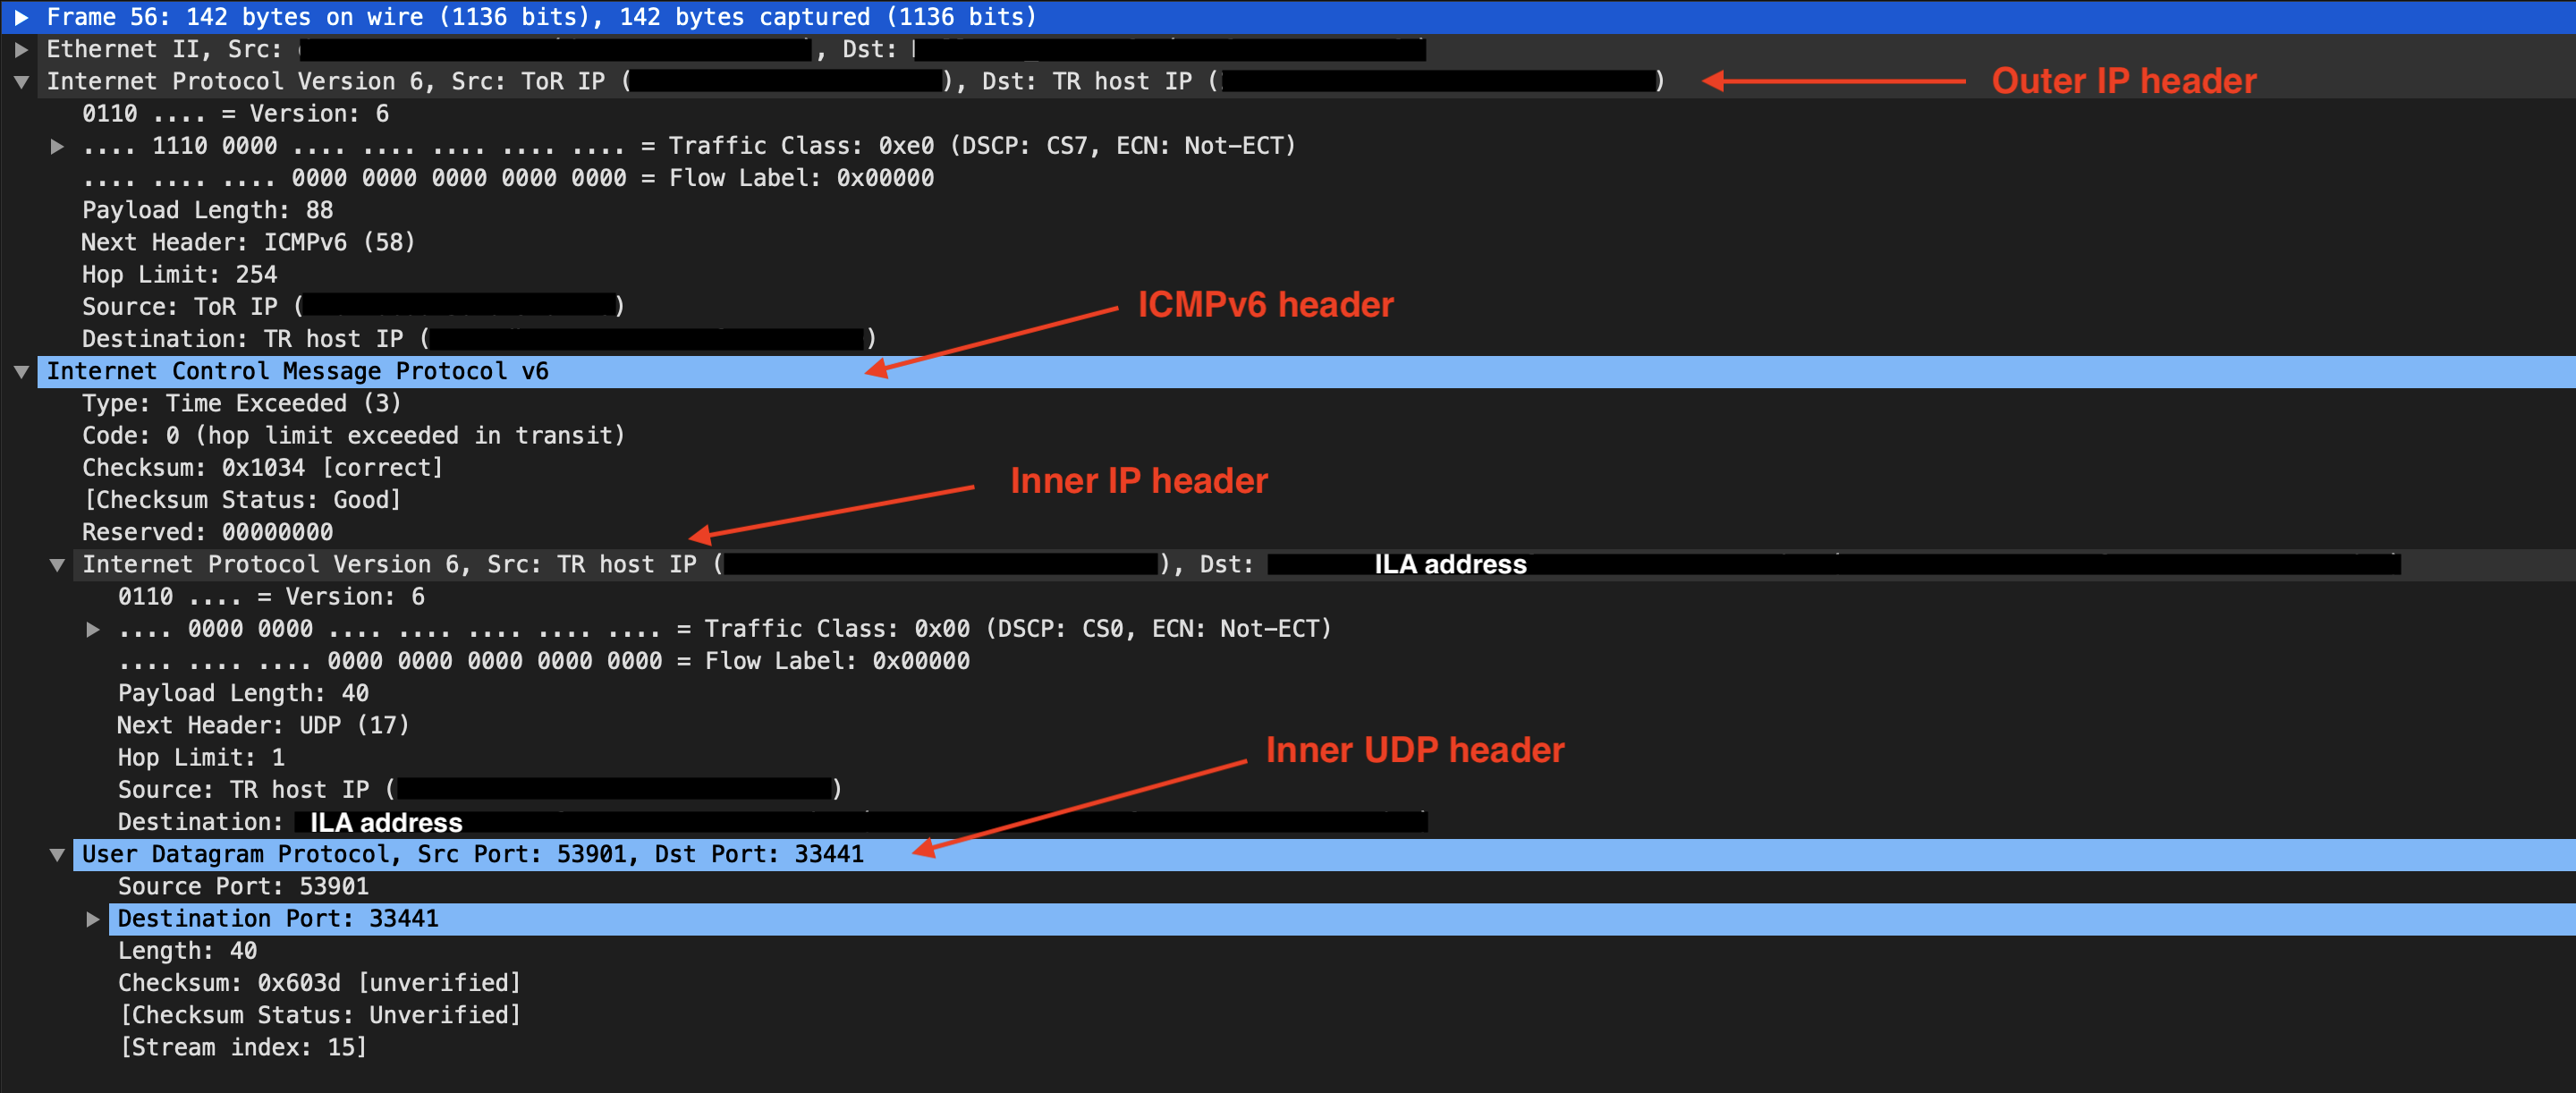 Frame 56: 142 bytes on wire (1136 bits), 142 bytes captured (1136 bits)
Ethernet II, Src: , Dst:
Internet Protocol Version 6, Src: ToR IP ( ), Dst: TR host IP ( ) Outer IP header
0110 .... = Version: 6
.... 1110 0000 .... .... .... .... .... = Traffic Class: 0xe0 (DSCP: CS7, ECN: Not-ECT)
.... .... .... 0000 0000 0000 0000 0000 = Flow Label: 0x00000
Payload Length: 88
Next Header: ICMPv6 (58)
Hop Limit: 254
Source: ToR IP ( )
ICMPv6 header
Destination: TR host IP ( )
Internet Control Message Protocol v6
Type: Time Exceeded (3)
Code: 0 (hop limit exceeded in transit)
Checksum: 0x1034 [correct]
Inner IP header
[Checksum Status: Good]
Reserved: 00000000
Internet Protocol Version 6, Src: TR host IP ( ), Dst: ILA address
0110 .... = Version: 6
.... 0000 0000 .... .... .... .... .... = Traffic Class: 0x00 (DSCP: CS0, ECN: Not-ECT)
.... .... .... 0000 0000 0000 0000 0000 = Flow Label: 0x00000
Payload Length: 40
Next Header: UDP (17)
Inner UDP header
Hop Limit: 1
Source: TR host IP ( )
Destination: ILA address
User Datagram Protocol, Src Port: 53901, Dst Port: 33441
Source Port: 53901
Destination Port: 33441
Length: 40
Checksum: 0x603d [unverified]
[Checksum Status: Unverified]
[Stream index: 15]